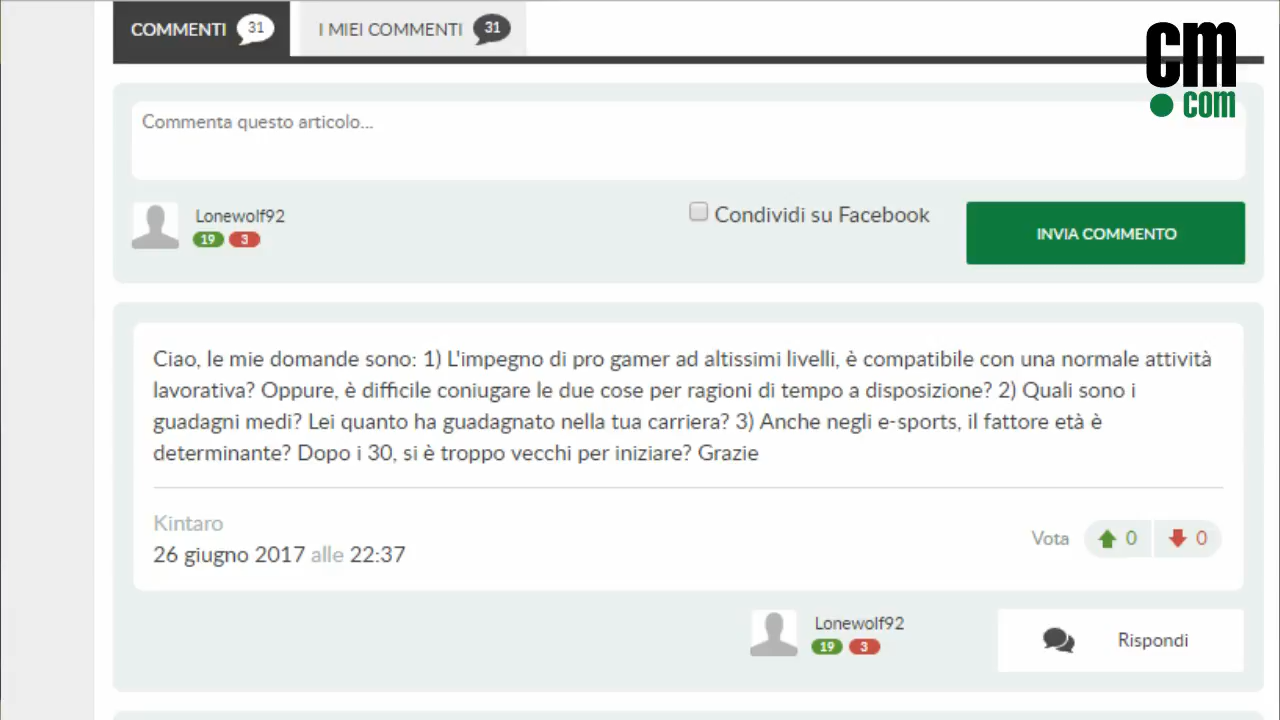 COMMENTI 31
I MIEI COMMENTI 31
cm
com
Commenta questo articolo...
Lonewolf92
19 3
Condividi su Facebook
INVIA COMMENTO
Ciao, le mie domande sono: 1) L'impegno di pro gamer ad altissimi livelli, è compatibile con una normale attività
lavorativa? Oppure, è difficile coniugare le due cose per ragioni di tempo a disposizione? 2) Quali sono i
guadagni medi? Lei quanto ha guadagnato nella tua carriera? 3) Anche negli e-sports, il fattore età è
determinante? Dopo i 30, si è troppo vecchi per iniziare? Grazie
Kintaro
26 giugno 2017 alle 22:37
Vota 0 0
Lonewolf92
19 3
Rispondi